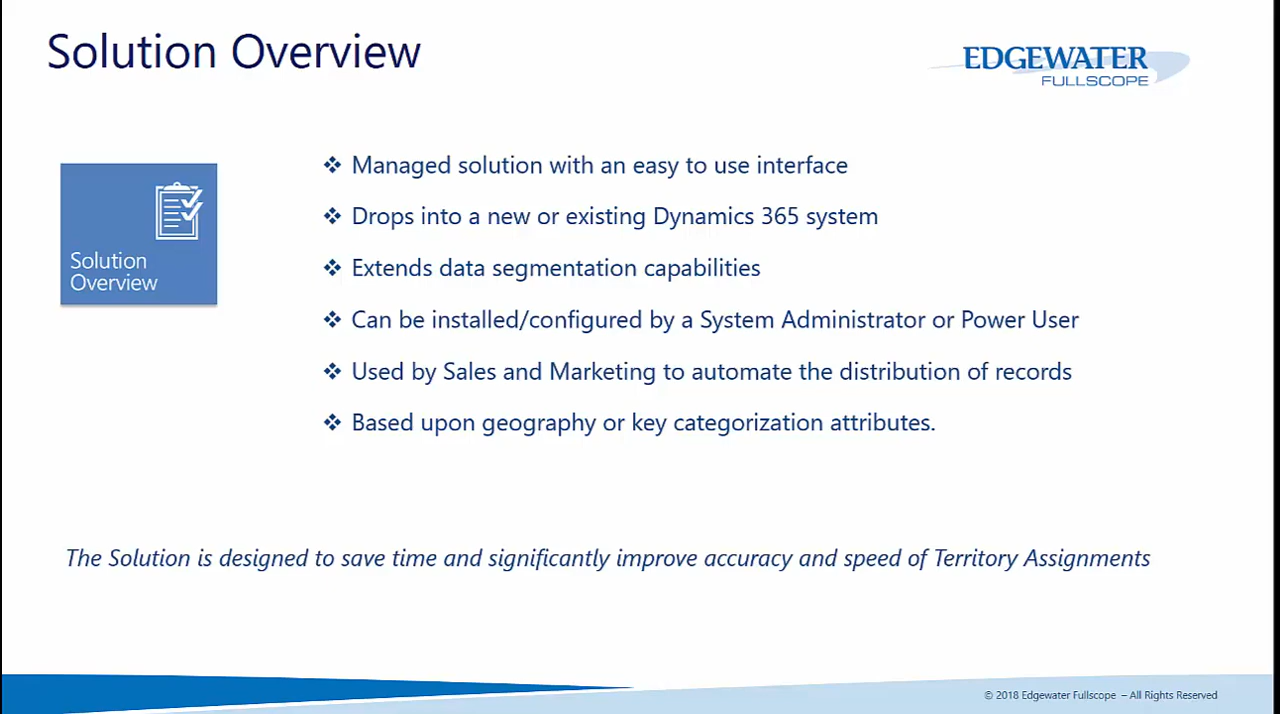 Solution Overview
EDGEWATER
FULLSCOPE
Solution
Overview
❖ Managed solution with an easy to use interface
❖ Drops into a new or existing Dynamics 365 system
❖ Extends data segmentation capabilities
❖ Can be installed/configured by a System Administrator or Power User
❖ Used by Sales and Marketing to automate the distribution of records
❖ Based upon geography or key categorization attributes.
The Solution is designed to save time and significantly improve accuracy and speed of Territory Assignments
© 2018 Edgewater Fullscope – All Rights Reserved